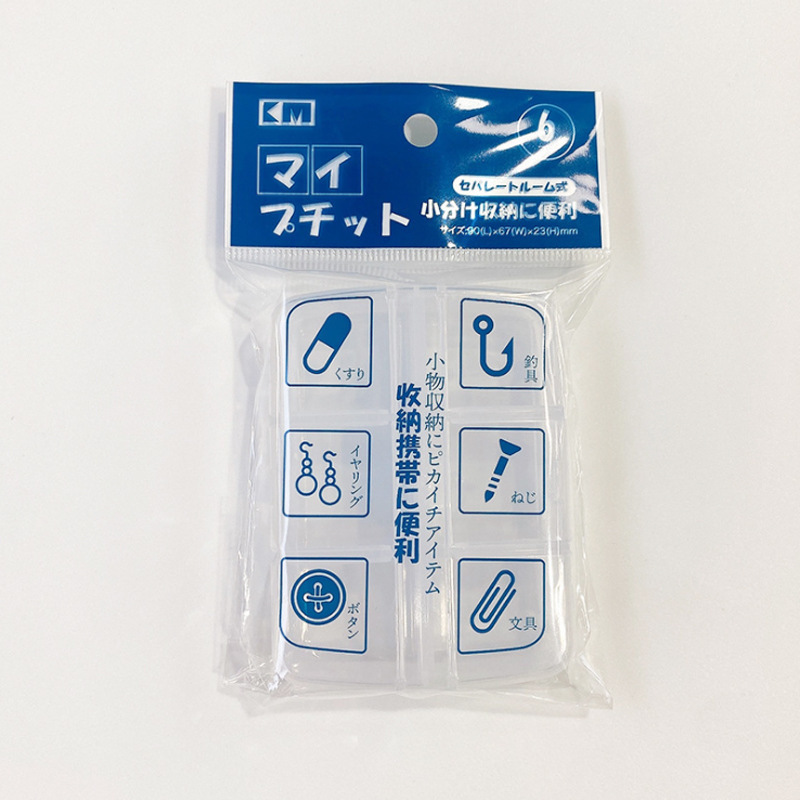 KM
マイ
プチット
6
セパレートルーム式
小分け収納に便利
サイズ:90(L)×67(W)×23(H)mm
くすり
釣具
小物収納にピカイチアイテム
収納携帯に便利
イヤリング
ねじ
ボタン
文具